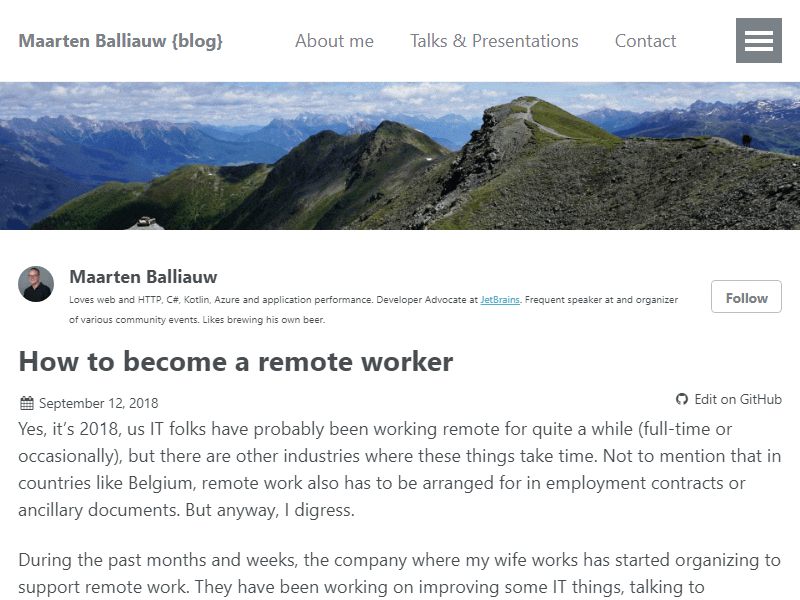 Maarten Balliauw {blog}
About me
Talks & Presentations
Contact
Maarten Balliauw
Loves web and HTTP, C#, Kotlin, Azure and application performance. Developer Advocate at JetBrains. Frequent speaker at and organizer
of various community events. Likes brewing his own beer.
Follow
How to become a remote worker
September 12, 2018
Edit on GitHub
Yes, it’s 2018, us IT folks have probably been working remote for quite a while (full-time or
occasionally), but there are other industries where these things take time. Not to mention that in
countries like Belgium, remote work also has to be arranged for in employment contracts or
ancillary documents. But anyway, I digress.
During the past months and weeks, the company where my wife works has started organizing to
support remote work. They have been working on improving some IT things, talking to